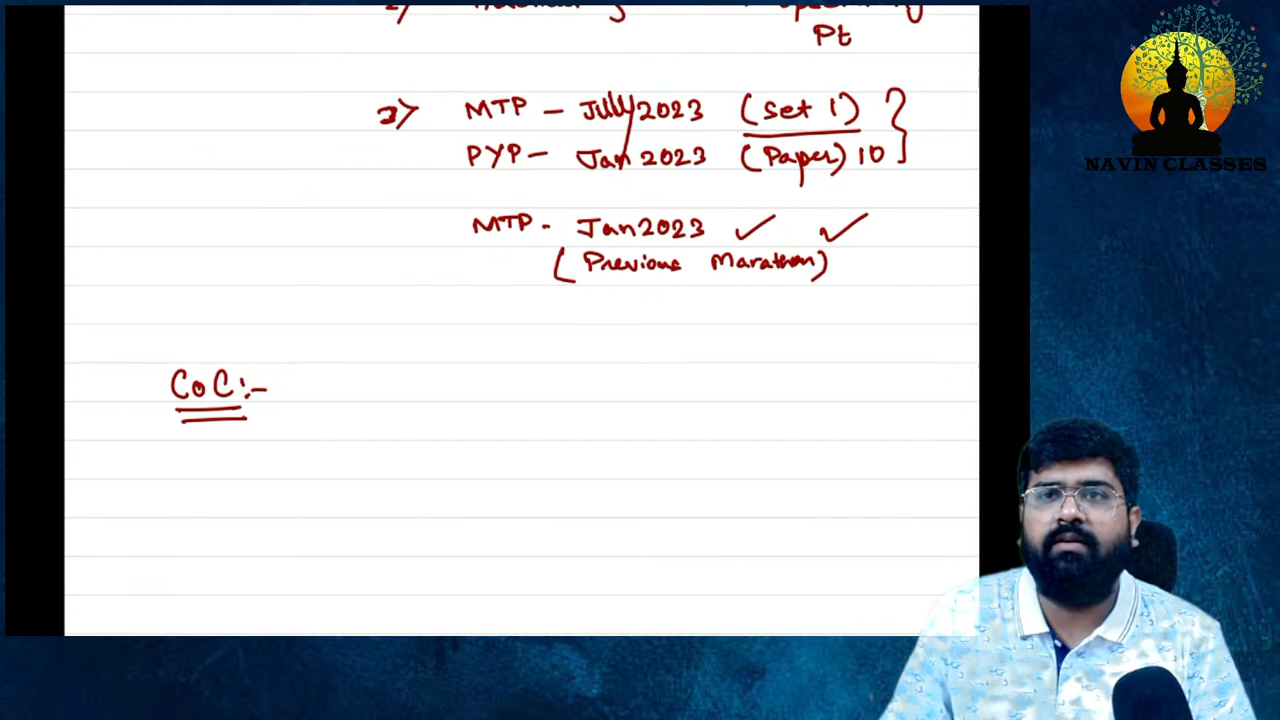 Pt
3> MTP - July 2023 (Set 1)
PYP - Jan 2023 (Paper) 10
MTP - Jan 2023 ✓ ✓
(Previous Marathon)
CoC:-
NAVIN CLASSES